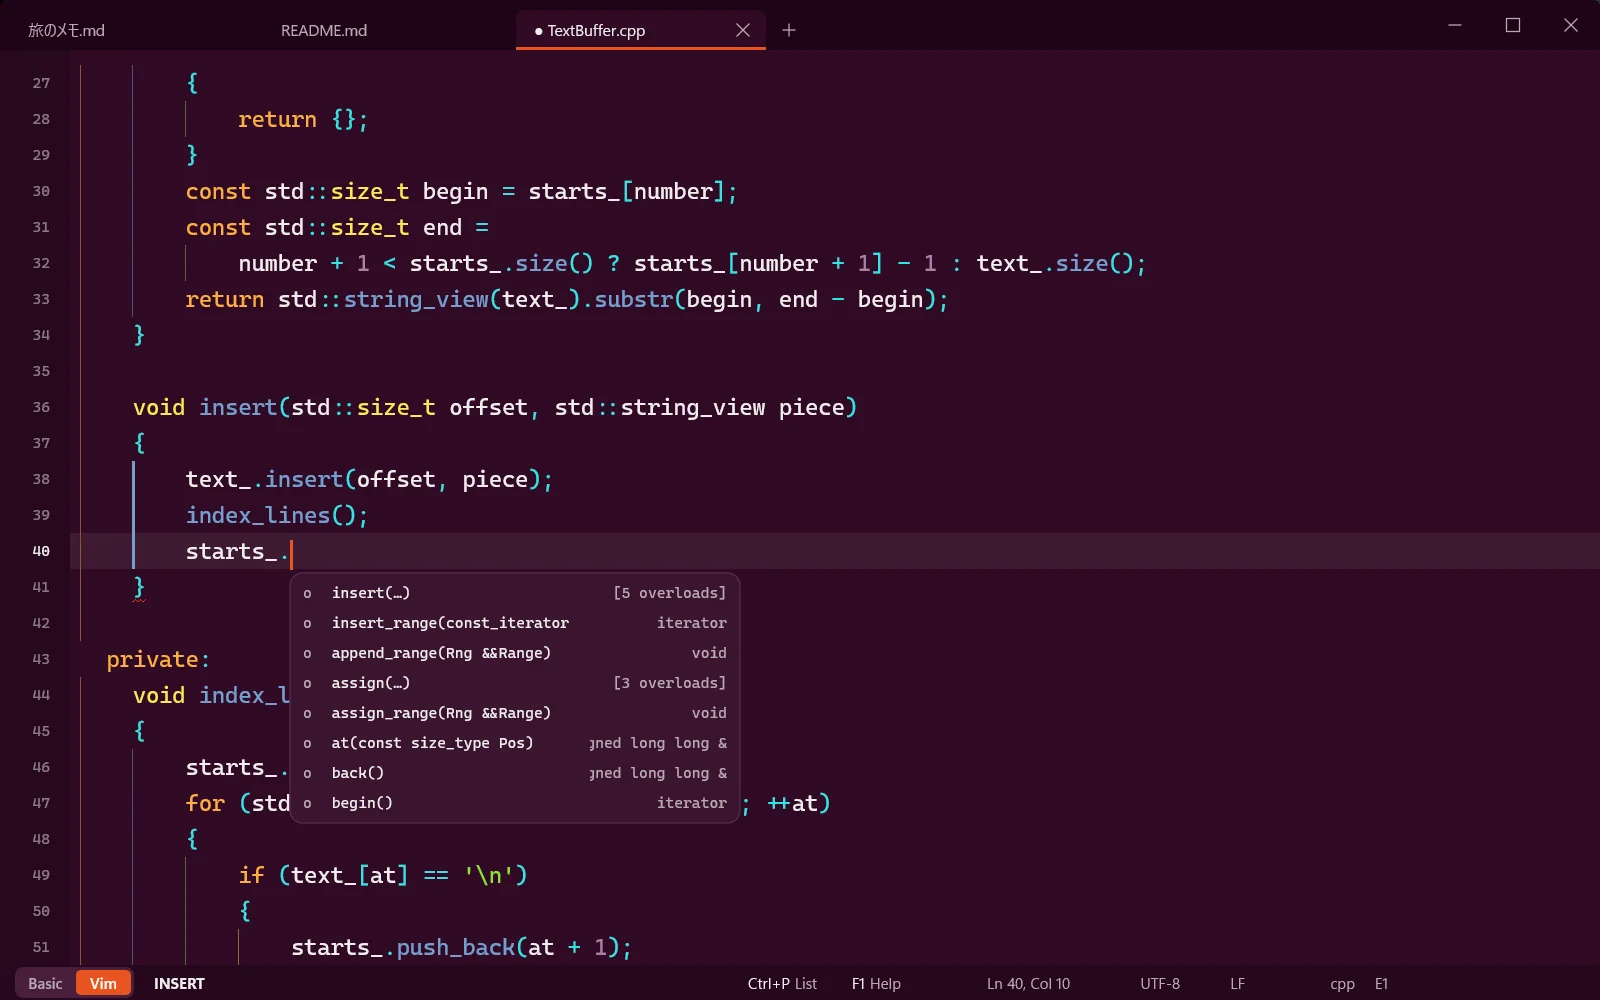 旅のメモ.md
README.md
● TextBuffer.cpp
27 {
28 return {};
29 }
30 const std::size_t begin = starts_[number];
31 const std::size_t end =
32 number + 1 < starts_.size() ? starts_[number + 1] - 1 : text_.size();
33 return std::string_view(text_).substr(begin, end - begin);
34 }
35
36 void insert(std::size_t offset, std::string_view piece)
37 {
38 text_.insert(offset, piece);
39 index_lines();
40 starts_.
41 }
42
43 private:
44 void index_l
45 {
46 starts_.
47 for (std ; ++at)
48 {
49 if (text_[at] == '\n')
50 {
51 starts_.push_back(at + 1);
insert(…) [5 overloads]
insert_range(const_iterator iterator
append_range(Rng &&Range) void
assign(…) [3 overloads]
assign_range(Rng &&Range) void
at(const size_type Pos) gned long long &
back() gned long long &
begin() iterator
Basic Vim INSERT Ctrl+P List F1 Help Ln 40, Col 10 UTF-8 LF cpp E1